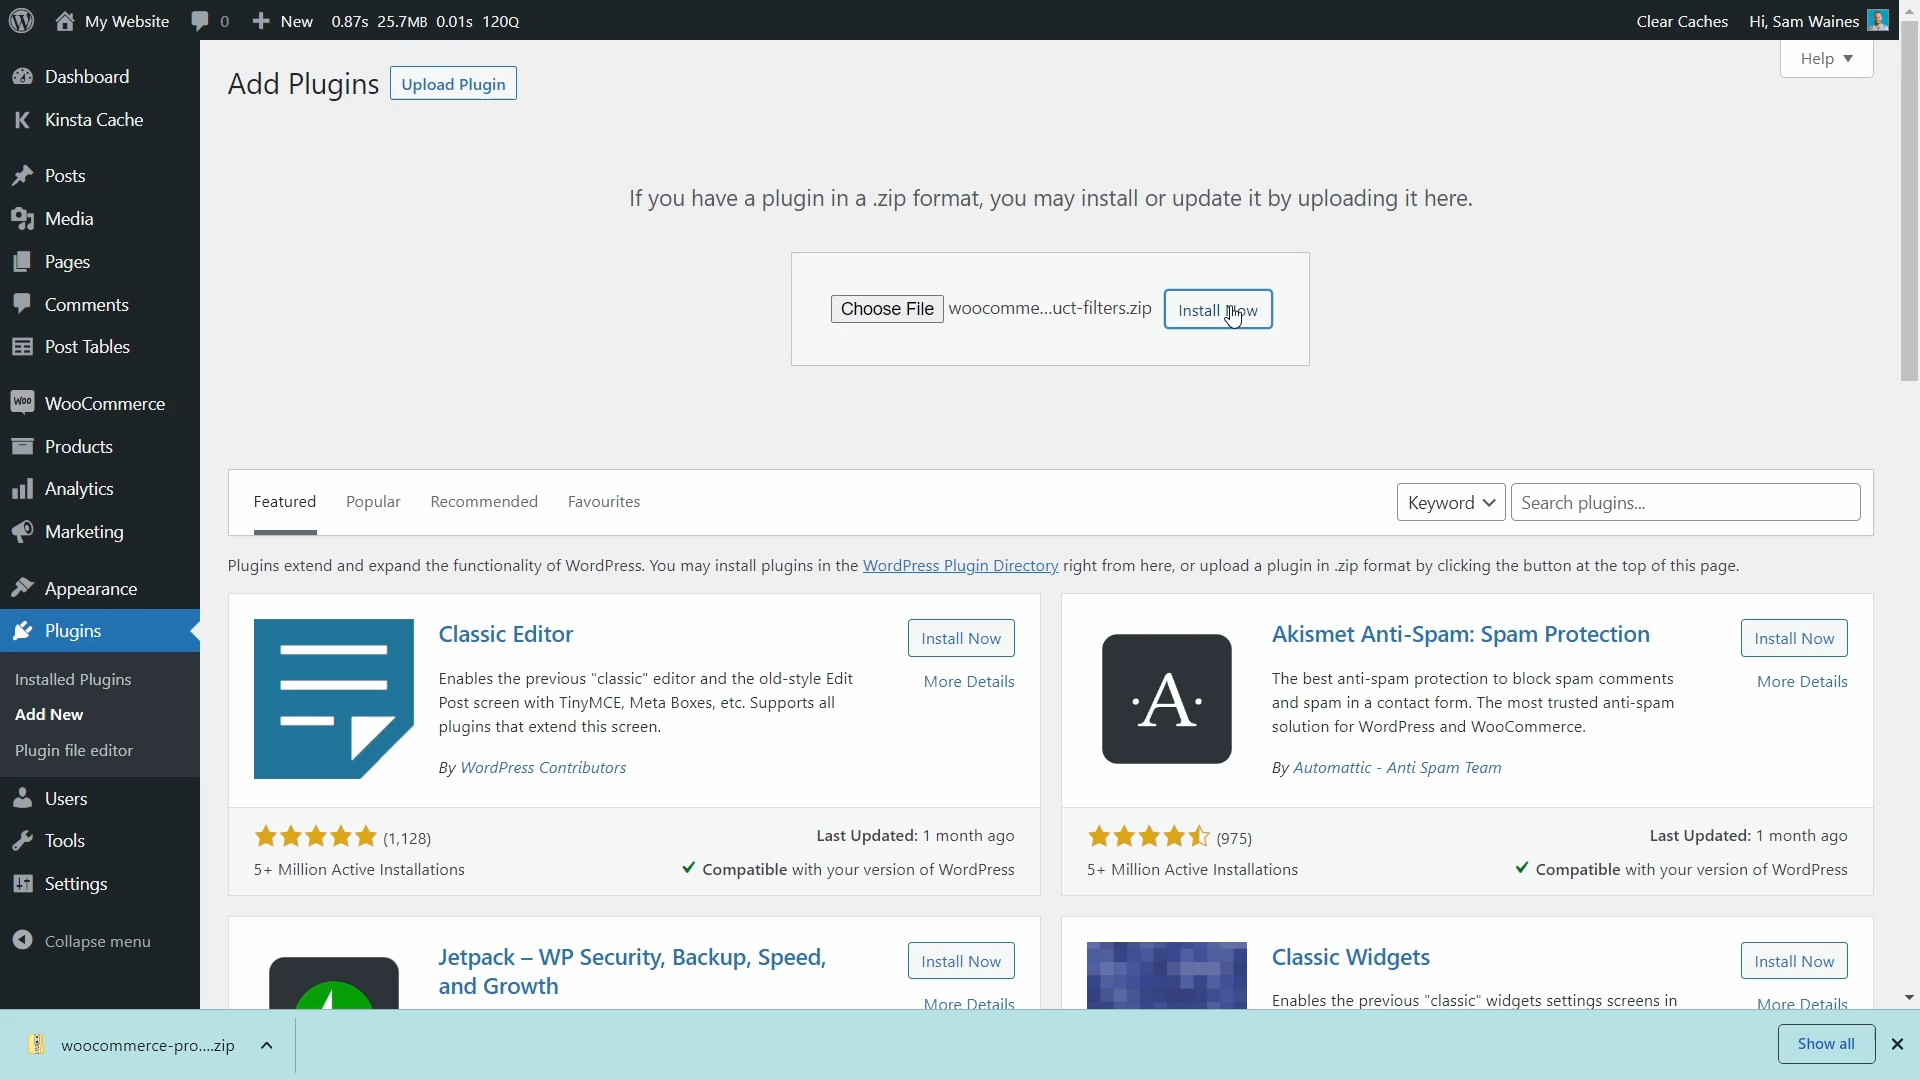 My Website 0 New 0.87s 25.7MB 0.01s 120Q Clear Caches Hi, Sam Waines
Help
Dashboard
Kinsta Cache
Posts
Media
Pages
Comments
Post Tables
WooCommerce
Products
Analytics
Marketing
Appearance
Plugins
Installed Plugins
Add New
Plugin file editor
Users
Tools
Settings
Collapse menu
Add Plugins Upload Plugin
If you have a plugin in a .zip format, you may install or update it by uploading it here.
Choose File woocomme...uct-filters.zip Install Now
Featured Popular Recommended Favourites Keyword Search plugins...
Plugins extend and expand the functionality of WordPress. You may install plugins in the WordPress Plugin Directory right from here, or upload a plugin in .zip format by clicking the button at the top of this page.
Classic Editor
Install Now
More Details
Enables the previous "classic" editor and the old-style Edit
Post screen with TinyMCE, Meta Boxes, etc. Supports all
plugins that extend this screen.
By WordPress Contributors
(1,128)
Last Updated: 1 month ago
5+ Million Active Installations
Compatible with your version of WordPress
·A·
Akismet Anti-Spam: Spam Protection
Install Now
More Details
The best anti-spam protection to block spam comments
and spam in a contact form. The most trusted anti-spam
solution for WordPress and WooCommerce.
By Automattic - Anti Spam Team
(975)
Last Updated: 1 month ago
5+ Million Active Installations
Compatible with your version of WordPress
Jetpack – WP Security, Backup, Speed,
and Growth
Install Now
More Details
Classic Widgets
Install Now
More Details
Enables the previous "classic" widgets settings screens in
woocommerce-pro....zip
Show all